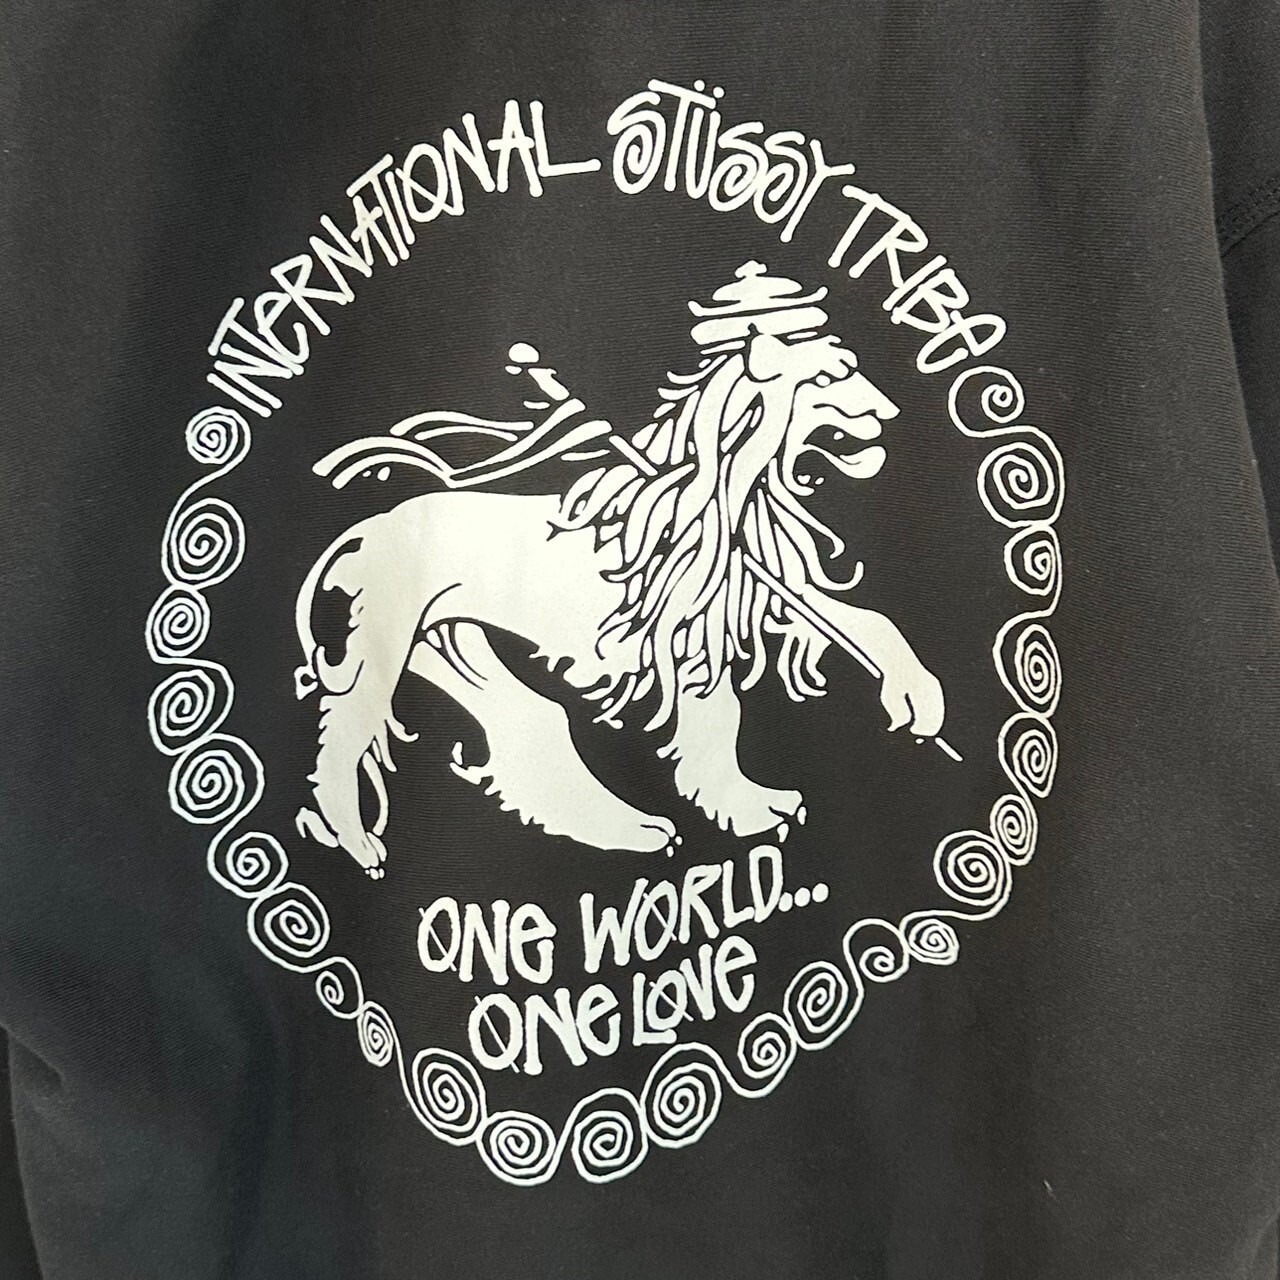 INTERNATIONAL STÜSSY TRIBE
ONE WORLD...
ONE LOVE